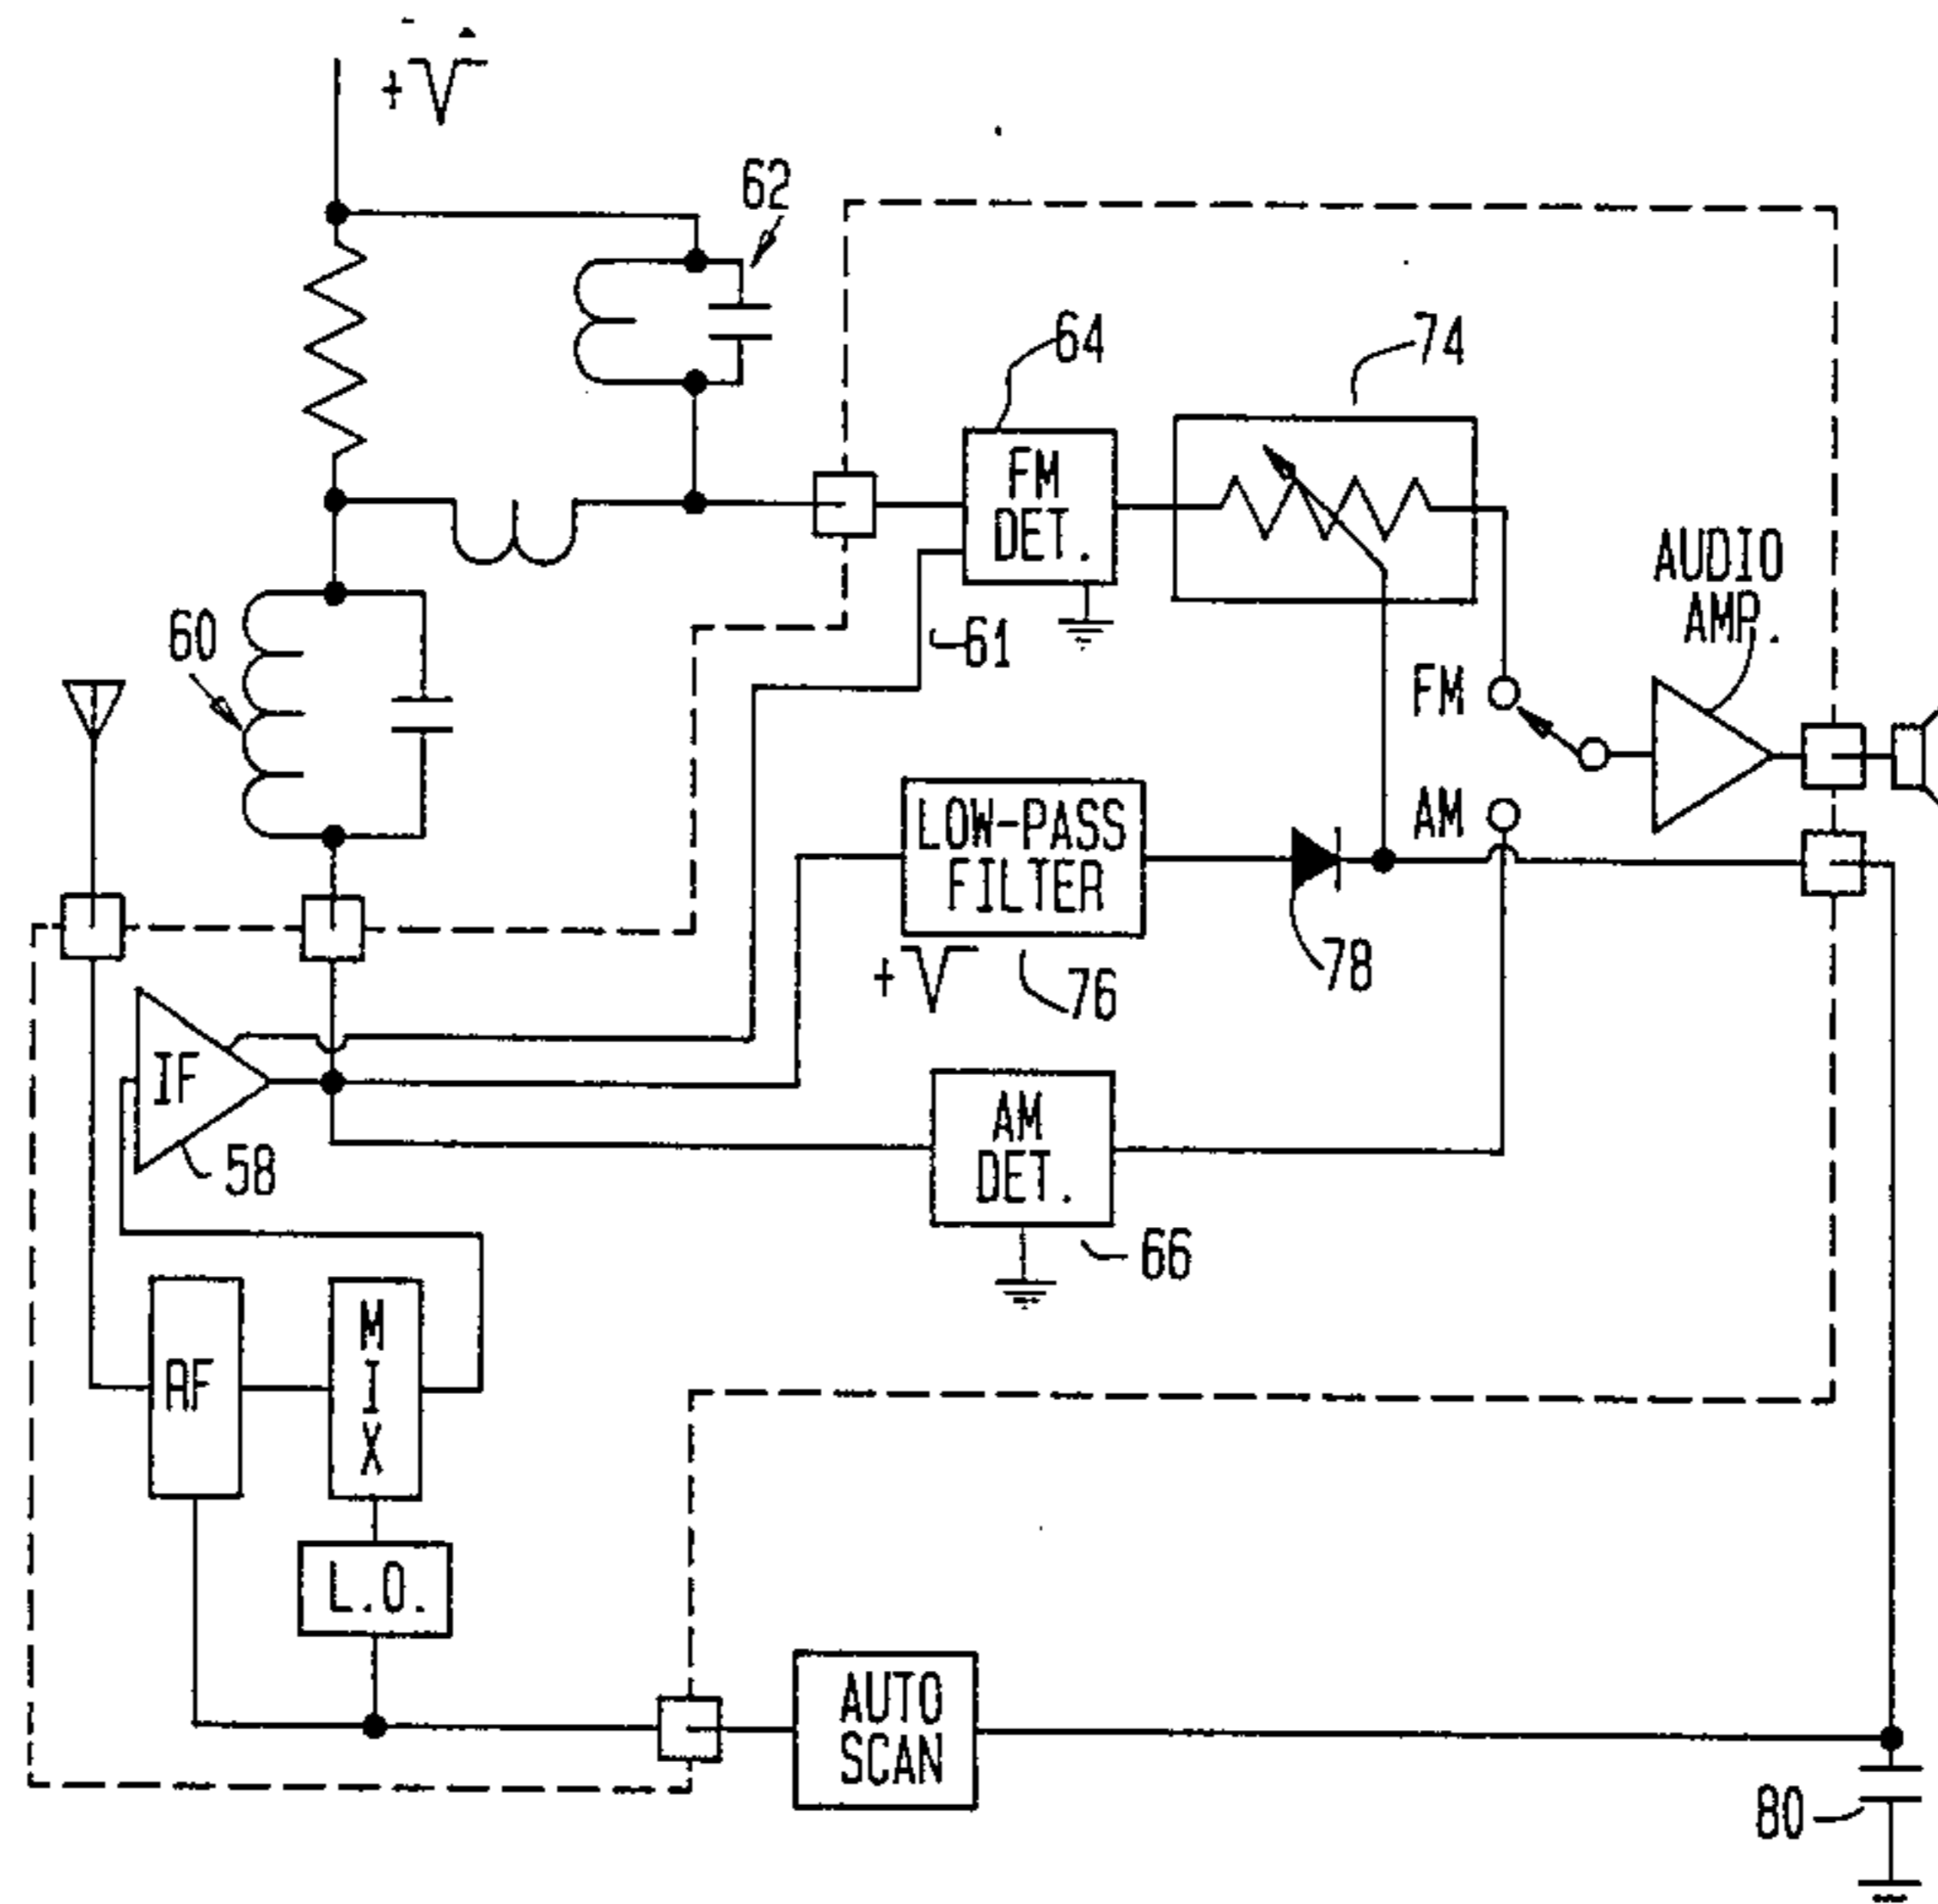 +V
62
64
74
FM
DET.
AUDIO
AMP.
60
61
FM
LOW-PASS
FILTER
AM
+V
76
78
IF
58
AM
DET.
66
RF
MIX
L.O.
AUTO
SCAN
80